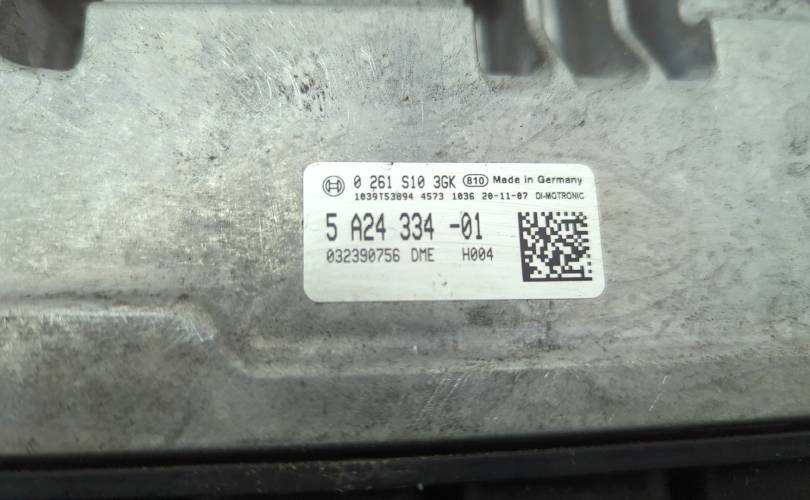 0 261 S10 3GK 810 Made in Germany
1039T53894 4573 1036 20-11-07 DI-MOTRONIC
5 A24 334 -01
032390756 DME H004